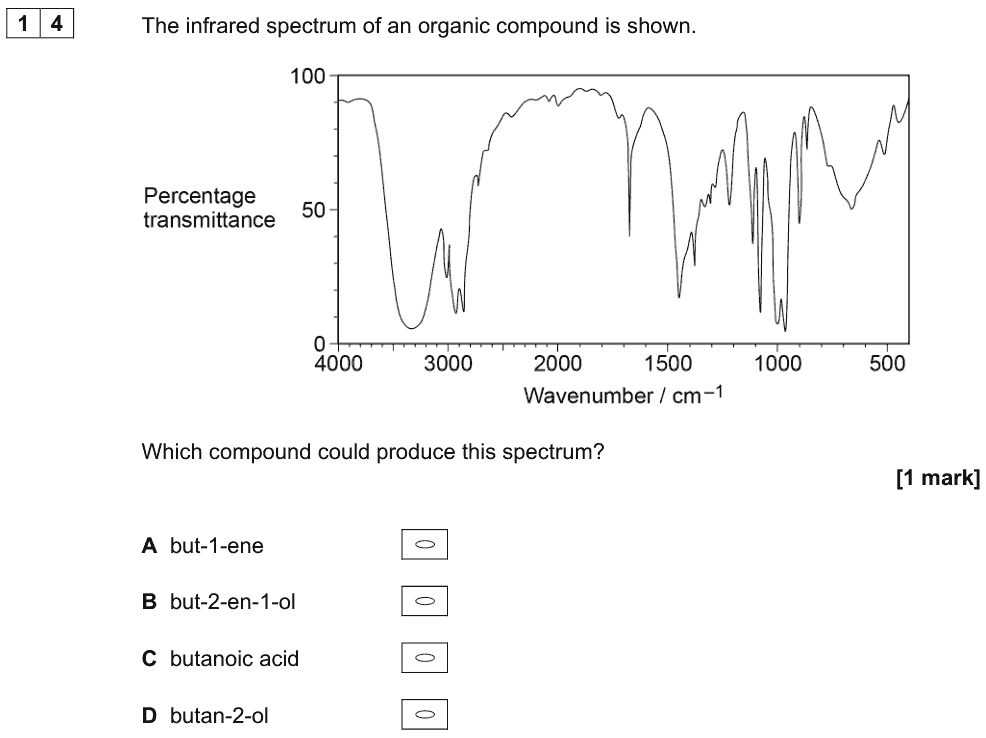 1 4 The infrared spectrum of an organic compound is shown.
100
Percentage
transmittance
50
0
4000 3000 2000 1500 1000 500
Wavenumber / cm−1
Which compound could produce this spectrum?
[1 mark]
A but-1-ene
B but-2-en-1-ol
C butanoic acid
D butan-2-ol